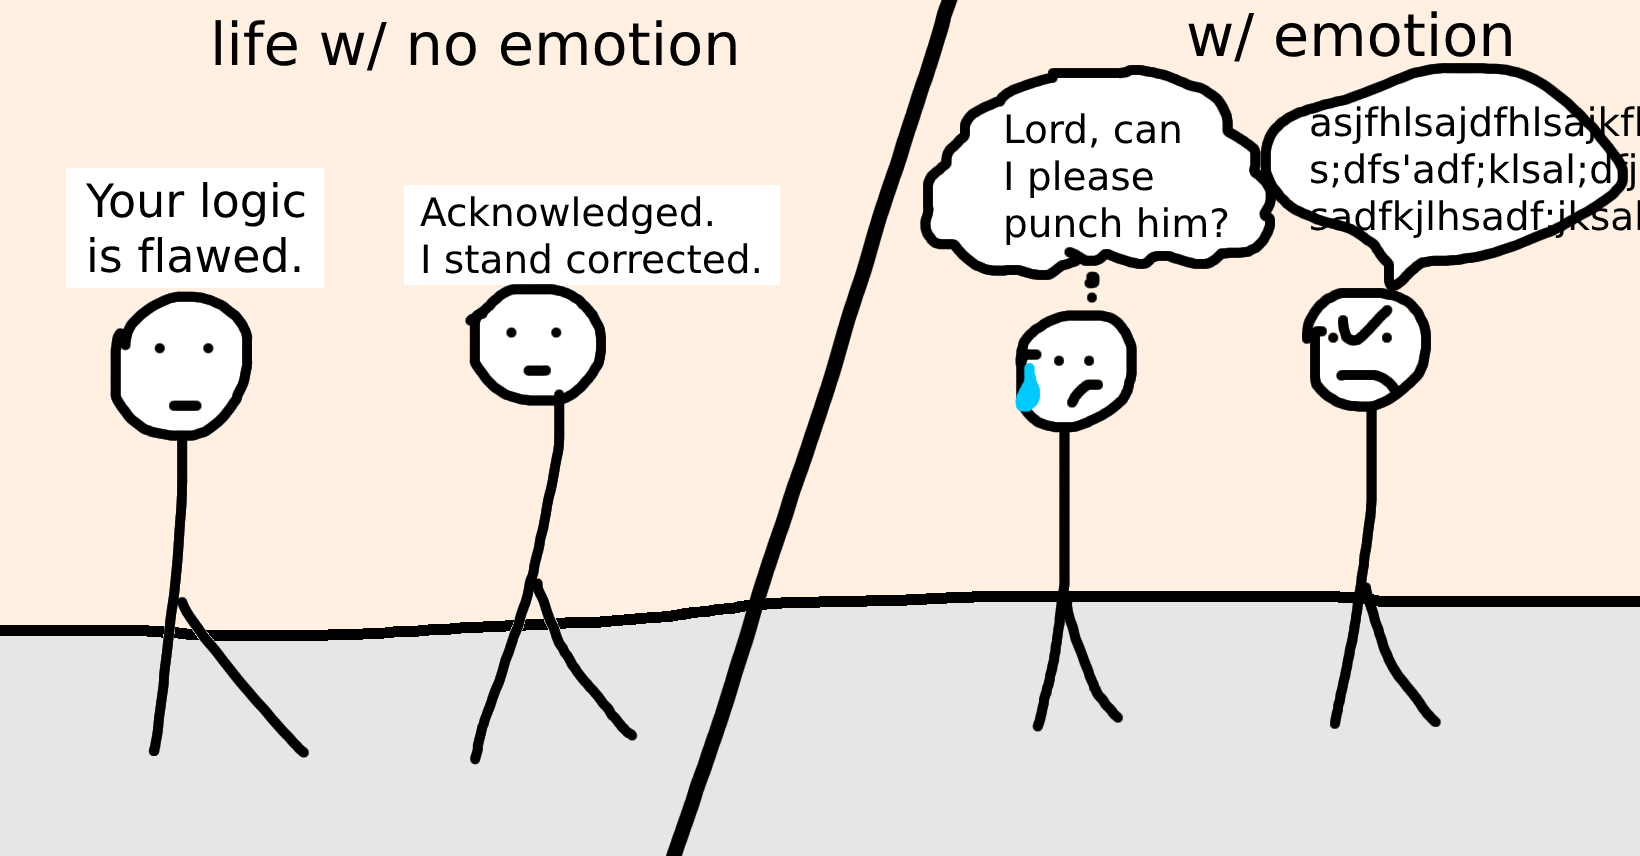 life w/ no emotion
Your logic
is flawed.
Acknowledged.
I stand corrected.
w/ emotion
Lord, can
I please
punch him?
asjfhlsajdfhlsajkfl
s;dfs'adf;klsal;dfj
sadfkjlhsadf;jksal